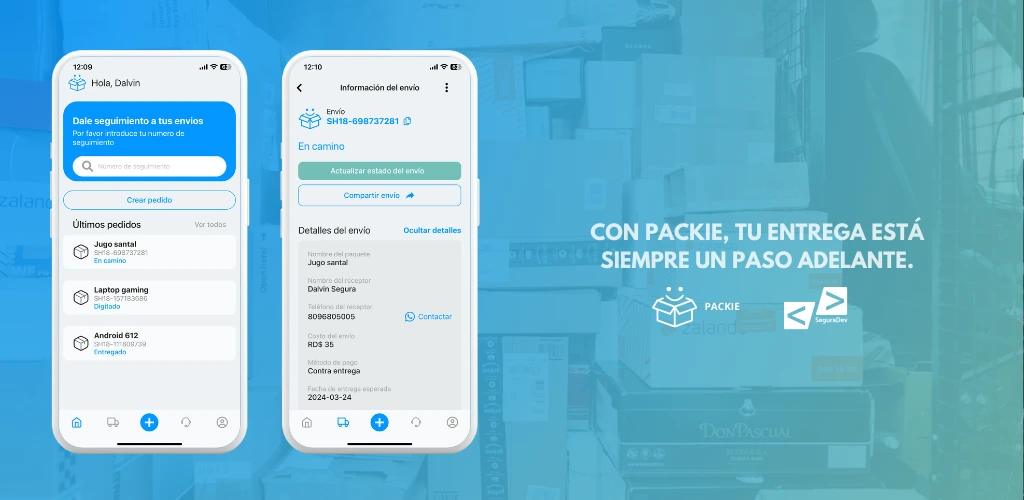 12:09
Hola, Dalvin
Dale seguimiento a tus envios
Por favor introduce tu numero de
seguimiento
Número de seguimiento
Crear pedido
Últimos pedidos
Ver todos
Jugo santal
SH18-698737281
En camino
Laptop gaming
SH18-157183686
Digitado
Android 612
SH18-111809739
Entregado
12:10
Información del envío
Envío
SH18-698737281
En camino
Actualizar estado del envío
Compartir envío
Detalles del envío
Ocultar detalles
Nombre del paquete
Jugo santal
Nombre del receptor
Dalvin Segura
Teléfono del receptor
8096805005
Contactar
Costo del envío
RD$ 35
Método de pago
Contra entrega
Fecha de entrega esperada
2024-03-24
CON PACKIE, TU ENTREGA ESTÁ
SIEMPRE UN PASO ADELANTE.
PACKIE
SeguraDev
zaland
zaland
DON PASCUAL